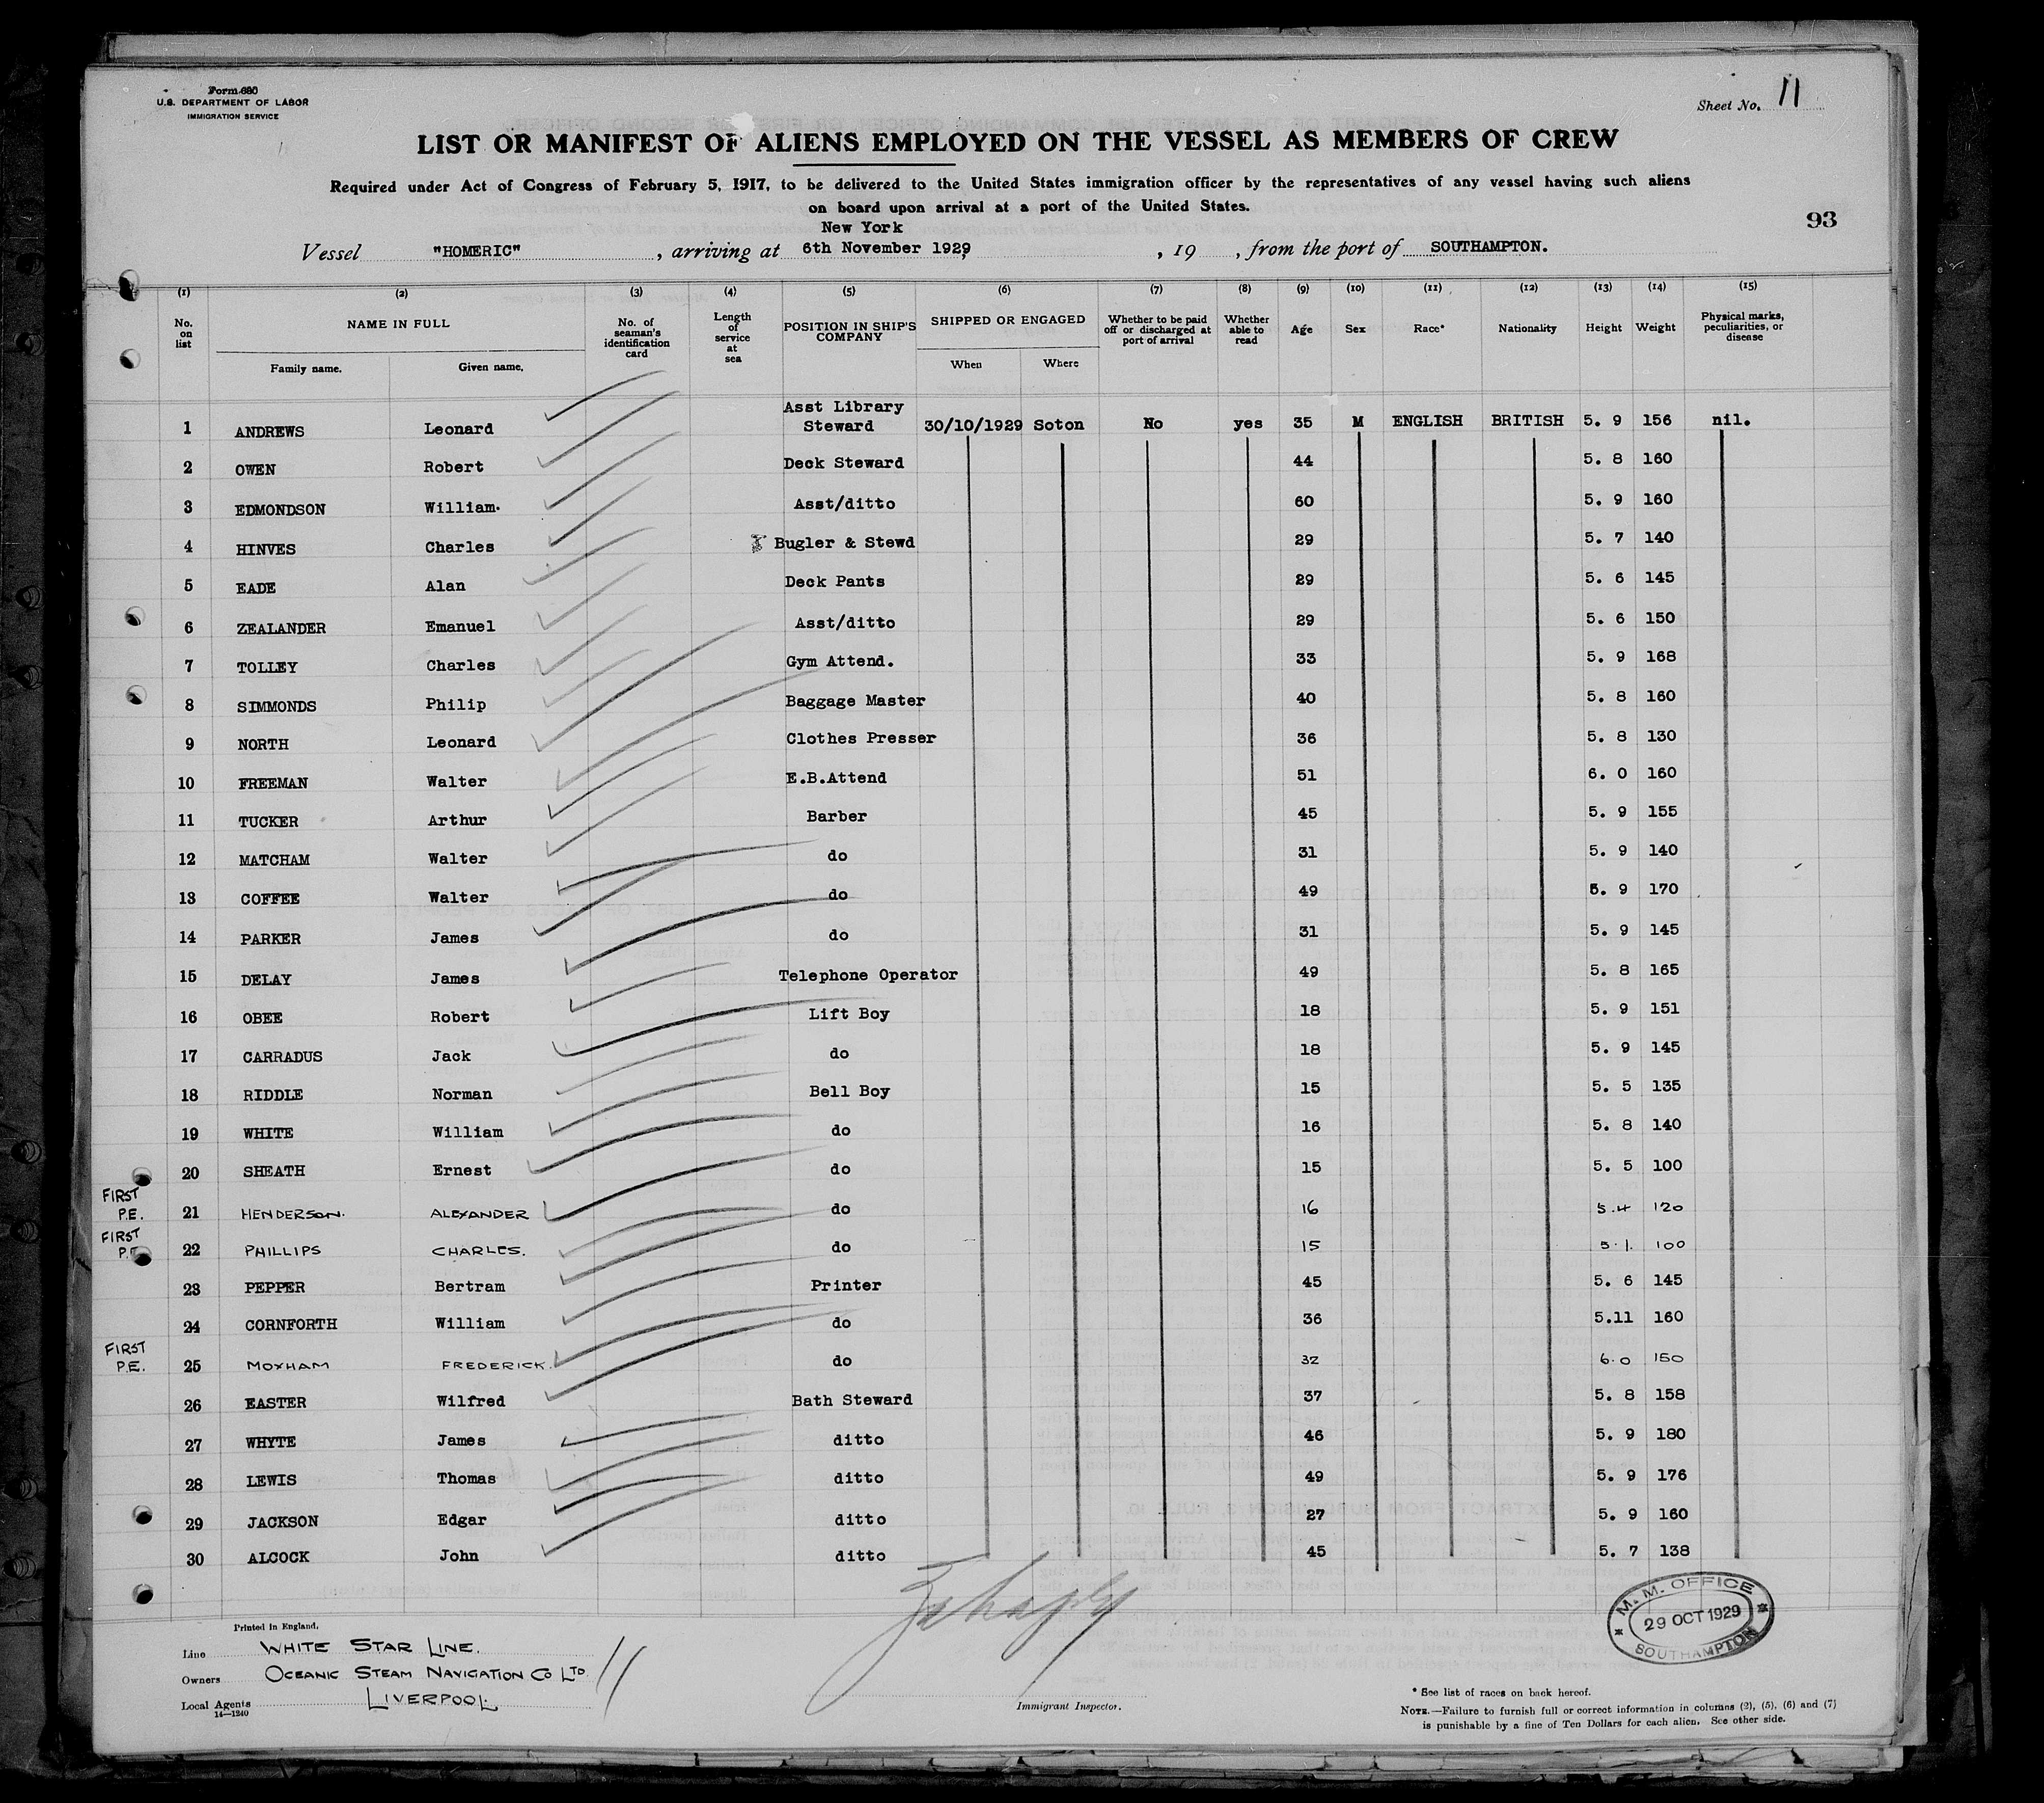 Form 680
U.S. DEPARTMENT OF LABOR
IMMIGRATION SERVICE
Sheet No. 11
LIST OR MANIFEST OF ALIENS EMPLOYED ON THE VESSEL AS MEMBERS OF CREW
Required under Act of Congress of February 5, 1917, to be delivered to the United States immigration officer by the representatives of any vessel having such aliens
on board upon arrival at a port of the United States.
93
New York
Vessel "HOMERIC", arriving at 6th November 1929, 19 , from the port of SOUTHAMPTON.
(1) (2) (3) (4) (5) (6) (7) (8) (9) (10) (11) (12) (13) (14) (15)
No. on list NAME IN FULL No. of seaman's identification card Length of service at sea POSITION IN SHIP'S COMPANY SHIPPED OR ENGAGED Whether to be paid off or discharged at port of arrival Whether able to read Age Sex Race* Nationality Height Weight Physical marks, peculiarities, or disease
Family name. Given name. When Where
1 ANDREWS Leonard Asst Library Steward 30/10/1929 Soton No yes 35 M ENGLISH BRITISH 5. 9 156 nil.
2 OWEN Robert Deck Steward 44 5. 8 160
3 EDMONDSON William. Asst/ditto 60 5. 9 160
4 HINVES Charles Bugler & Stewd 29 5. 7 140
5 EADE Alan Deck Pants 29 5. 6 145
6 ZEALANDER Emanuel Asst/ditto 29 5. 6 150
7 TOLLEY Charles Gym Attend. 33 5. 9 168
8 SIMMONDS Philip Baggage Master 40 5. 8 160
9 NORTH Leonard Clothes Presser 36 5. 8 130
10 FREEMAN Walter E.B.Attend 51 6. 0 160
11 TUCKER Arthur Barber 45 5. 9 155
12 MATCHAM Walter do 31 5. 9 140
13 COFFEE Walter do 49 5. 9 170
14 PARKER James do 31 5. 9 145
15 DELAY James Telephone Operator 49 5. 8 165
16 OBEE Robert Lift Boy 18 5. 9 151
17 CARRADUS Jack do 18 5. 9 145
18 RIDDLE Norman Bell Boy 15 5. 5 135
19 WHITE William do 16 5. 8 140
20 SHEATH Ernest do 15 5. 5 100
FIRST P.E. 21 HENDERSON. ALEXANDER do 16 5.4 120
FIRST P.E. 22 PHILLIPS CHARLES. do 15 5.1. 100
23 PEPPER Bertram Printer 45 5. 6 145
24 CORNFORTH William do 36 5.11 160
FIRST P.E. 25 MOXHAM FREDERICK. do 32 6.0 150
26 EASTER Wilfred Bath Steward 37 5. 8 158
27 WHYTE James ditto 46 5. 9 180
28 LEWIS Thomas ditto 49 5. 9 176
29 JACKSON Edgar ditto 27 5. 9 160
30 ALCOCK John ditto 45 5. 7 138
M. M. OFFICE
29 OCT 1929
SOUTHAMPTON
Printed in England.
Line WHITE STAR LINE.
Owners OCEANIC STEAM NAVIGATION Co LTD
Local Agents LIVERPOOL.
14—1240
Immigrant Inspector.
* See list of races on back hereof.
NOTE.—Failure to furnish full or correct information in columns (2), (5), (6) and (7)
is punishable by a fine of Ten Dollars for each alien. See other side.